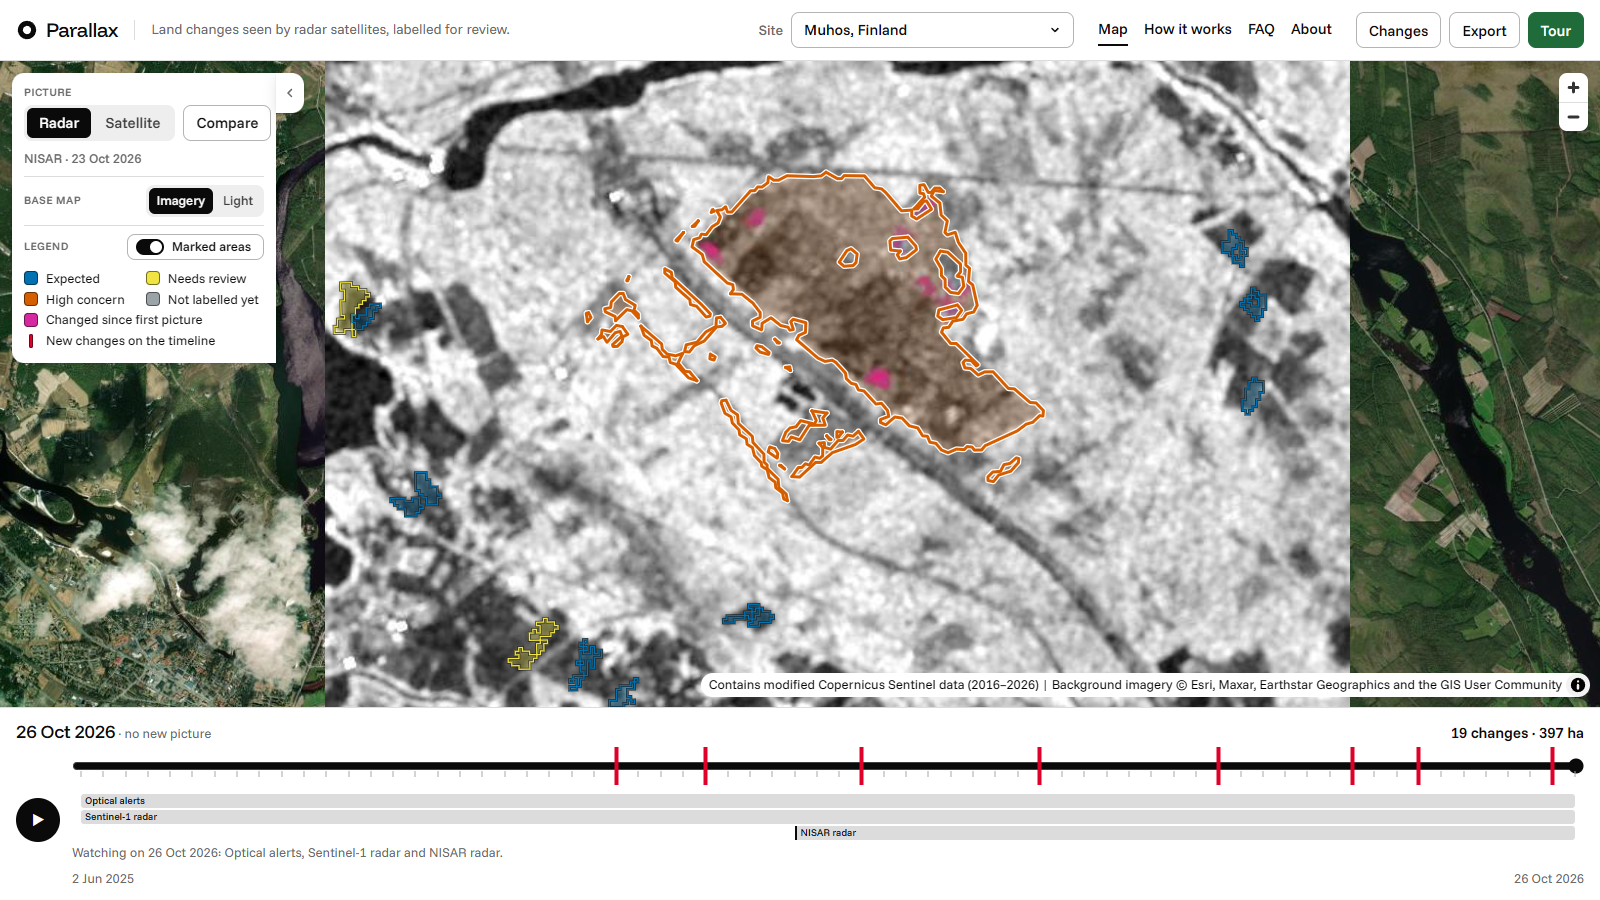 Parallax
Land changes seen by radar satellites, labelled for review.
Site
Muhos, Finland
Map
How it works
FAQ
About
Changes
Export
Tour
PICTURE
Radar
Satellite
Compare
NISAR · 23 Oct 2026
BASE MAP
Imagery
Light
LEGEND
Marked areas
Expected
Needs review
High concern
Not labelled yet
Changed since first picture
New changes on the timeline
Contains modified Copernicus Sentinel data (2016–2026) | Background imagery © Esri, Maxar, Earthstar Geographics and the GIS User Community
26 Oct 2026 · no new picture
19 changes · 397 ha
Optical alerts
Sentinel-1 radar
NISAR radar
Watching on 26 Oct 2026: Optical alerts, Sentinel-1 radar and NISAR radar.
2 Jun 2025
26 Oct 2026